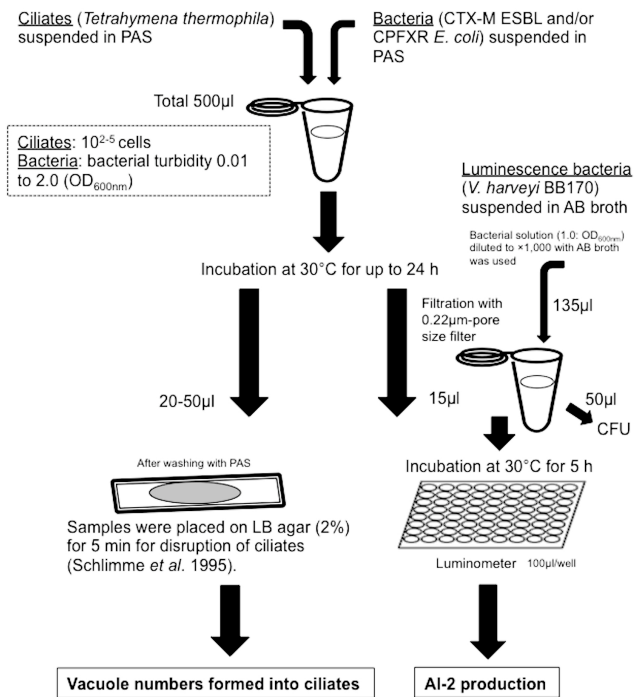 Ciliates (Tetrahymena thermophila)
suspended in PAS
Bacteria (CTX-M ESBL and/or
CPFXR E. coli) suspended in
PAS
Total 500µl
Ciliates: 10²⁻⁵ cells
Bacteria: bacterial turbidity 0.01
to 2.0 (OD₆₀₀ₙₘ)
Luminescence bacteria
(V. harveyi BB170)
suspended in AB broth
Bacterial solution (1.0: OD₆₀₀ₙₘ)
diluted to ×1,000 with AB broth
was used
Incubation at 30°C for up to 24 h
Filtration with
0.22µm-pore
size filter
135µl
20-50µl
15µl
50µl
CFU
After washing with PAS
Incubation at 30°C for 5 h
Samples were placed on LB agar (2%)
for 5 min for disruption of ciliates
(Schlimme et al. 1995).
Luminometer 100µl/well
Vacuole numbers formed into ciliates
AI-2 production